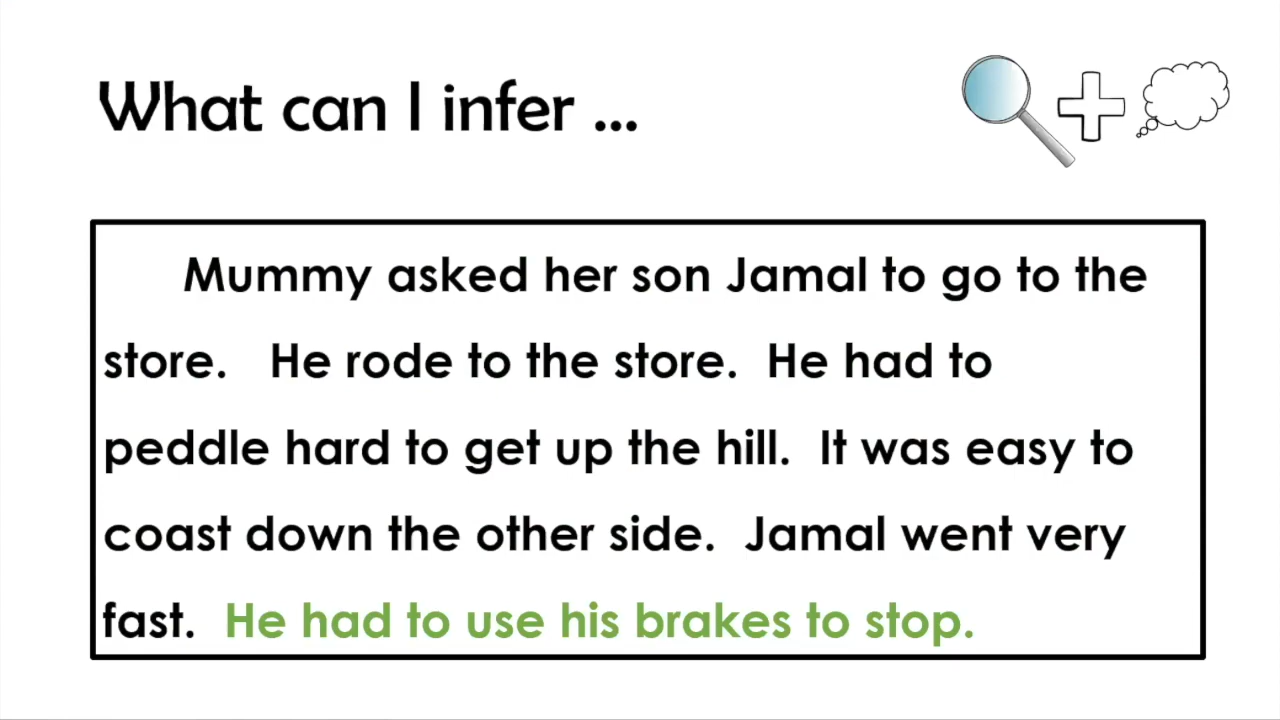 What can I infer ...
Mummy asked her son Jamal to go to the
store. He rode to the store. He had to
peddle hard to get up the hill. It was easy to
coast down the other side. Jamal went very
fast. He had to use his brakes to stop.